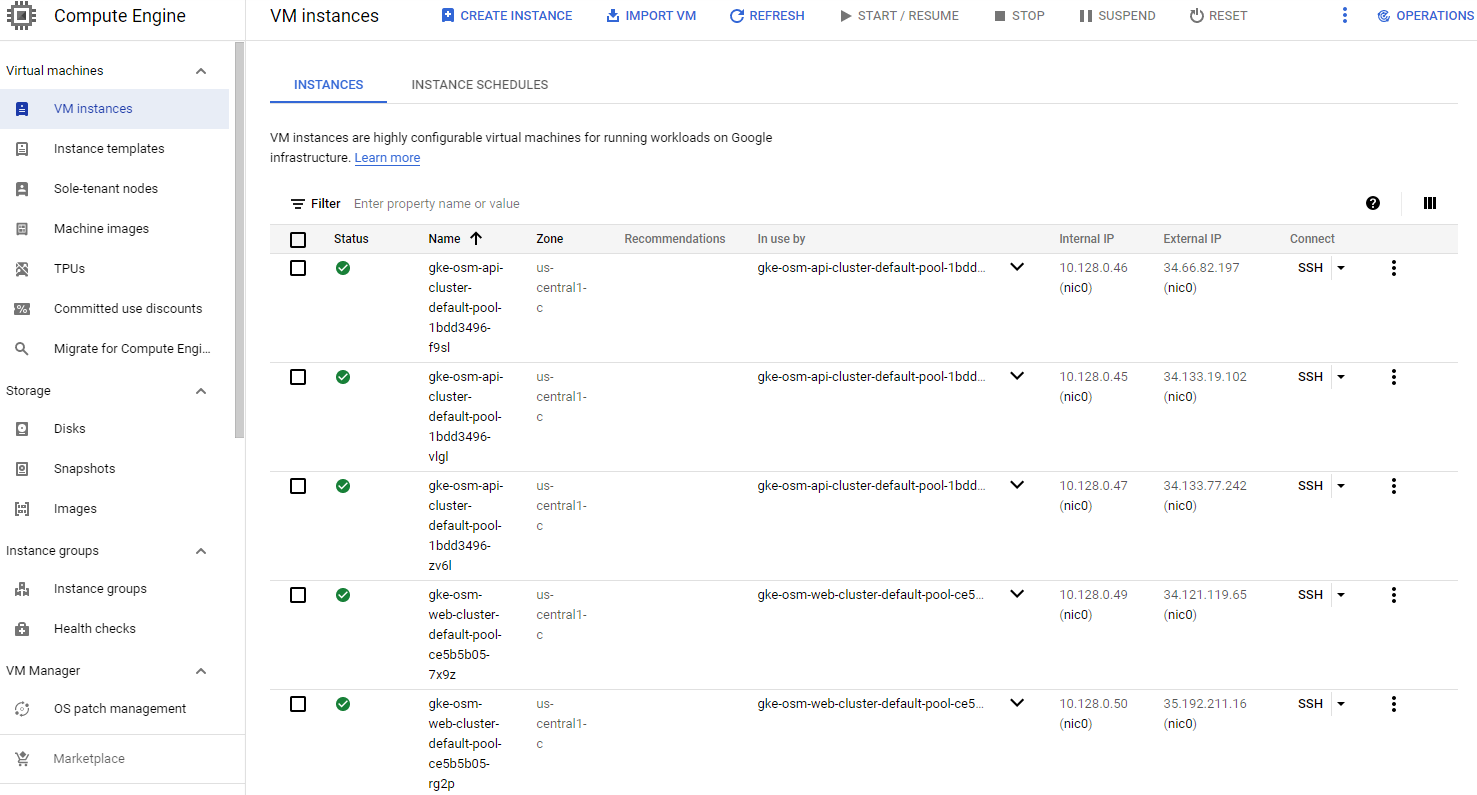 Compute Engine
VM instances
CREATE INSTANCE
IMPORT VM
REFRESH
START / RESUME
STOP
SUSPEND
RESET
OPERATIONS
Virtual machines
VM instances
Instance templates
Sole-tenant nodes
Machine images
TPUs
Committed use discounts
Migrate for Compute Engi...
Storage
Disks
Snapshots
Images
Instance groups
Instance groups
Health checks
VM Manager
OS patch management
Marketplace
INSTANCES
INSTANCE SCHEDULES
VM instances are highly configurable virtual machines for running workloads on Google
infrastructure. Learn more
Filter Enter property name or value
Status
Name
Zone
Recommendations
In use by
Internal IP
External IP
Connect
gke-osm-api-
cluster-
default-pool-
1bdd3496-
f9sl
us-
central1-
c
gke-osm-api-cluster-default-pool-1bdd...
10.128.0.46
(nic0)
34.66.82.197
(nic0)
SSH
gke-osm-api-
cluster-
default-pool-
1bdd3496-
vlgl
us-
central1-
c
gke-osm-api-cluster-default-pool-1bdd...
10.128.0.45
(nic0)
34.133.19.102
(nic0)
SSH
gke-osm-api-
cluster-
default-pool-
1bdd3496-
zv6l
us-
central1-
c
gke-osm-api-cluster-default-pool-1bdd...
10.128.0.47
(nic0)
34.133.77.242
(nic0)
SSH
gke-osm-
web-cluster-
default-pool-
ce5b5b05-
7x9z
us-
central1-
c
gke-osm-web-cluster-default-pool-ce5...
10.128.0.49
(nic0)
34.121.119.65
(nic0)
SSH
gke-osm-
web-cluster-
default-pool-
ce5b5b05-
rg2p
us-
central1-
c
gke-osm-web-cluster-default-pool-ce5...
10.128.0.50
(nic0)
35.192.211.16
(nic0)
SSH